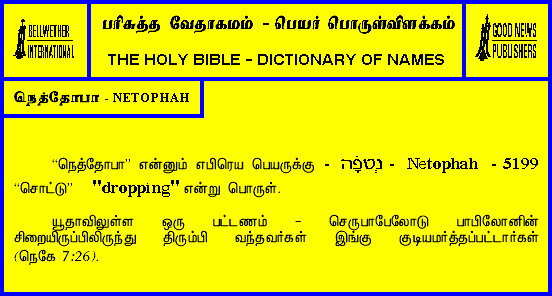 BELLWETHER
INTERNATIONAL
பரிசுத்த வேதாகமம் - பெயர் பொருள்விளக்கம்
THE HOLY BIBLE - DICTIONARY OF NAMES
GOOD NEWS
PUBLISHERS
நெத்தோபா - NETOPHAH
“நெத்தோபா” என்னும் எபிரெய பெயருக்கு - נְטֹפָה - Netophah - 5199
“சொட்டு” "dropping" என்று பொருள்.
யூதாவிலுள்ள ஒரு பட்டணம் - செருபாபேலோடு பாபிலோனின்
சிறையிருப்பிலிருந்து திரும்பி வந்தவர்கள் இங்கு குடியமர்த்தப்பட்டார்கள்
(நெகே 7:26).